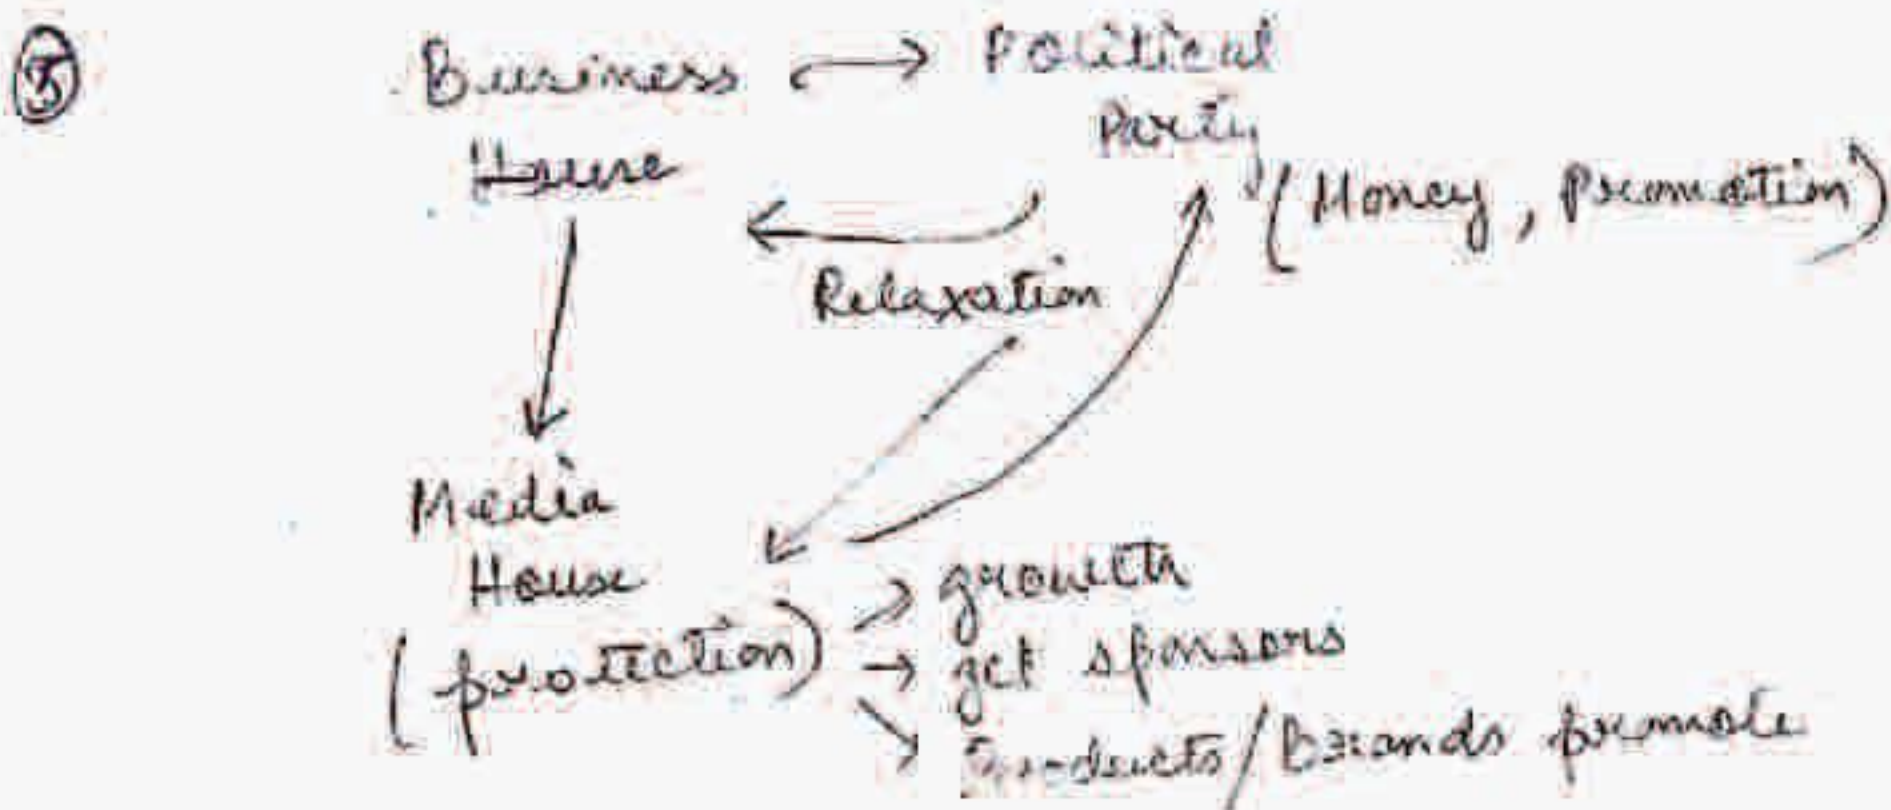 5 Business → Political
House Party
(Money, Promotion)
Relaxation
Media
House
(protection) → growth
→ get sponsors
→ Products/Brands promote